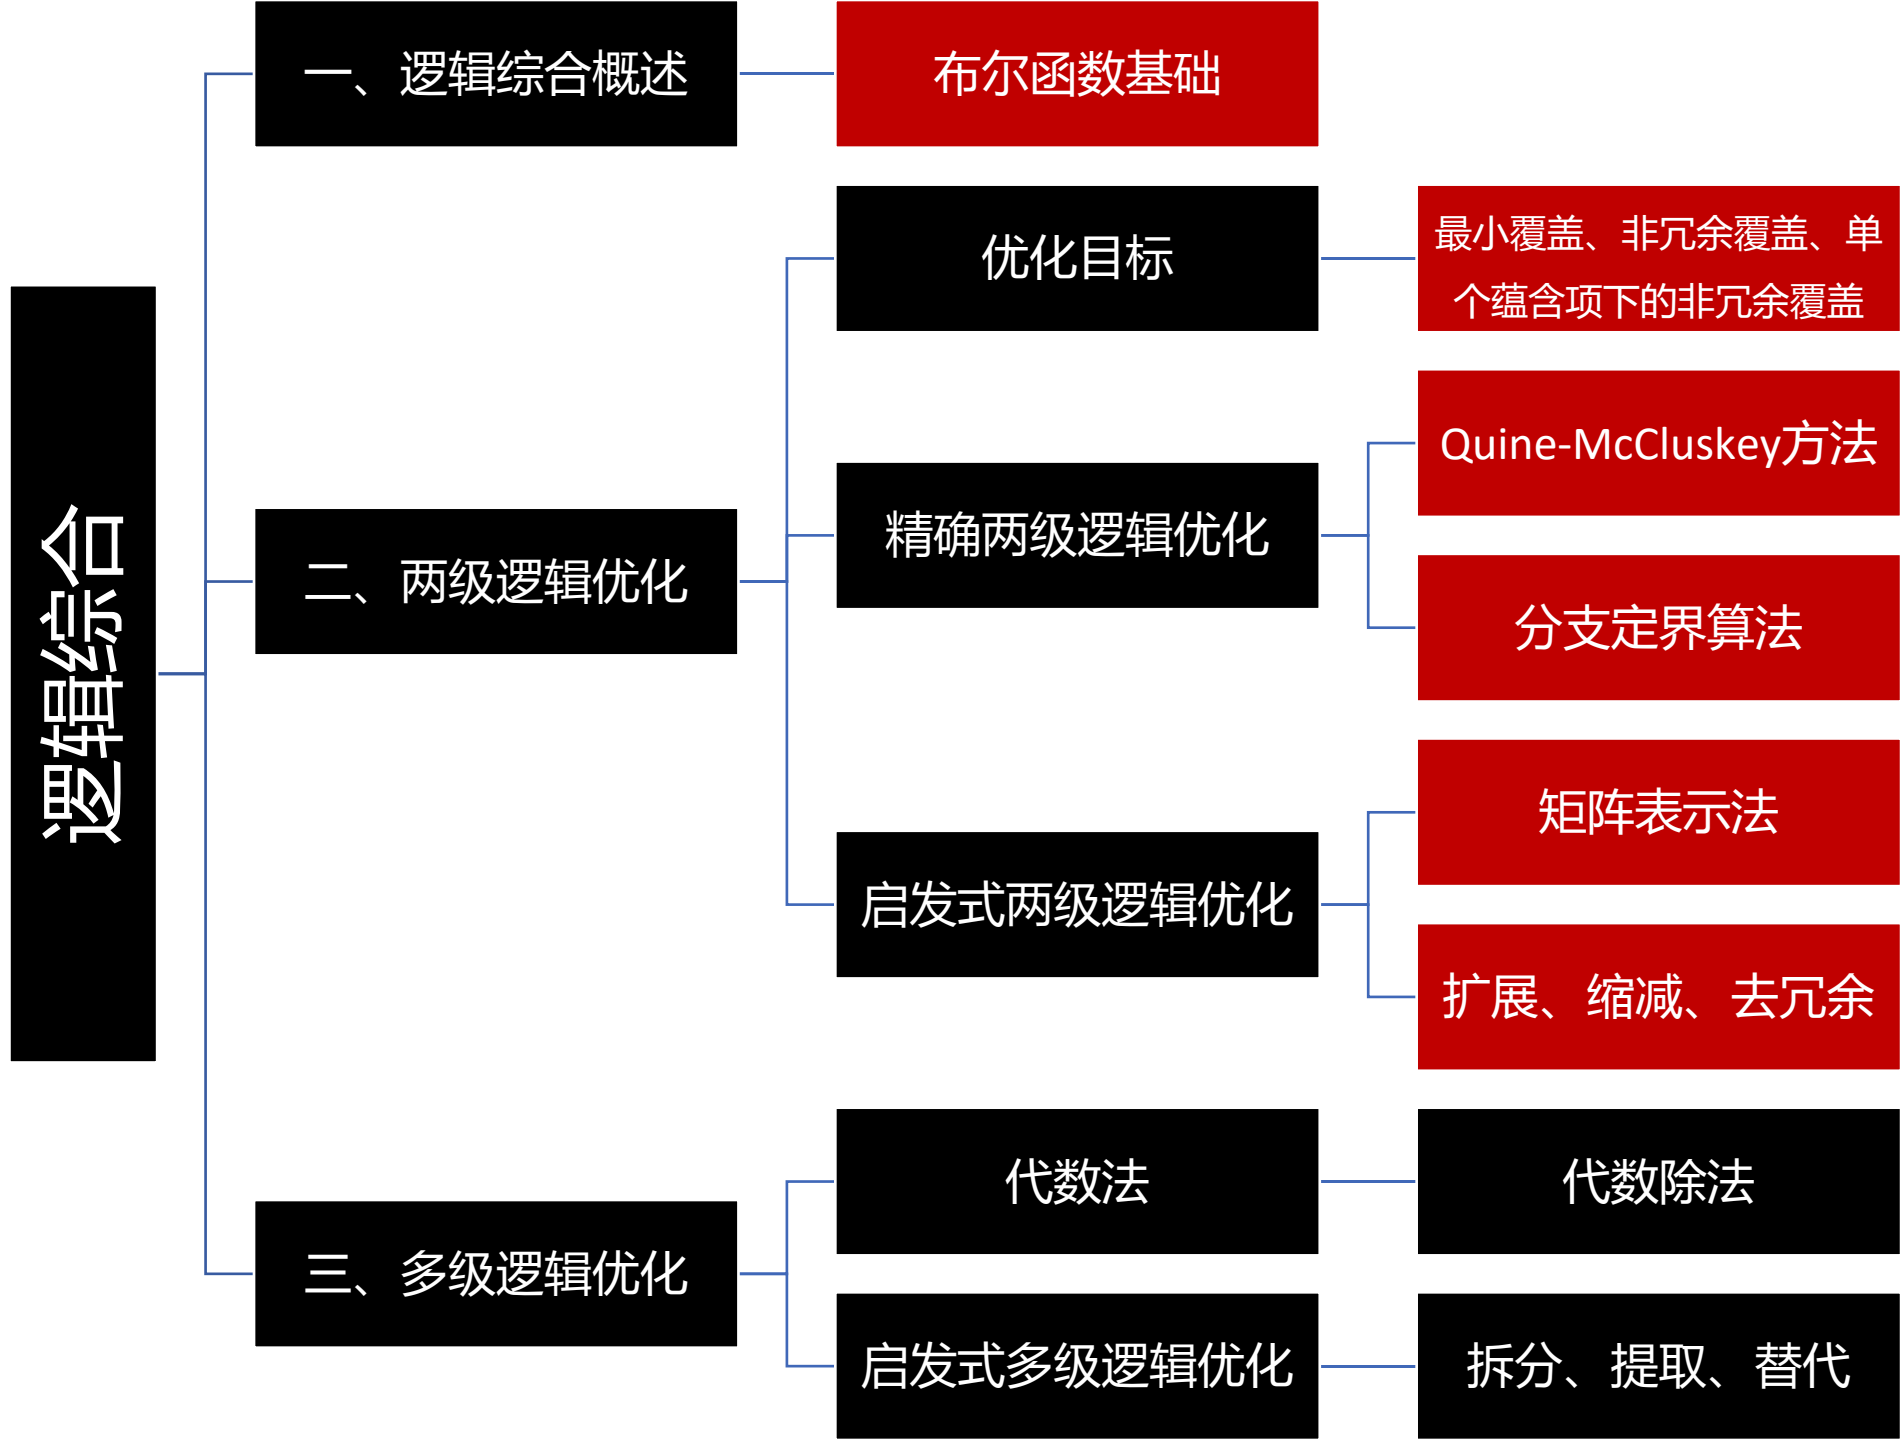 逻辑综合
一、逻辑综合概述
布尔函数基础
二、两级逻辑优化
优化目标
最小覆盖、非冗余覆盖、单
个蕴含项下的非冗余覆盖
精确两级逻辑优化
Quine-McCluskey方法
分支定界算法
启发式两级逻辑优化
矩阵表示法
扩展、缩减、去冗余
三、多级逻辑优化
代数法
代数除法
启发式多级逻辑优化
拆分、提取、替代